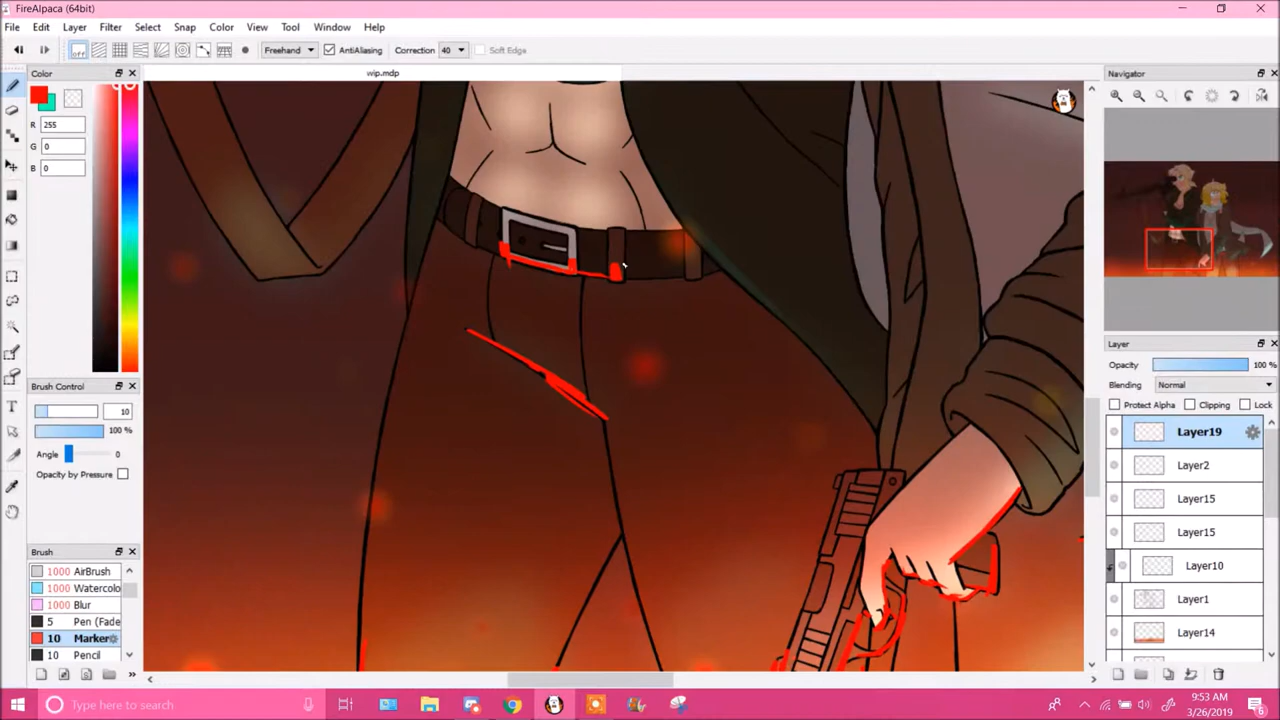 FireAlpaca (64bit)
File Edit Layer Filter Select Snap Color View Tool Window Help
off Freehand AntiAliasing Correction 40 Soft Edge
Color
wip.mdp
Navigator
R 255
G 0
B 0
Brush Control
10
100 %
Angle 0
Opacity by Pressure
Brush
1000 AirBrush
1000 Watercolo
1000 Blur
5 Pen (Fade
10 Marker
10 Pencil
Layer
Opacity 100 %
Blending Normal
Protect Alpha Clipping Lock
Layer19
Layer2
Layer15
Layer15
Layer10
Layer1
Layer14
Type here to search
9:53 AM
3/26/2019
6